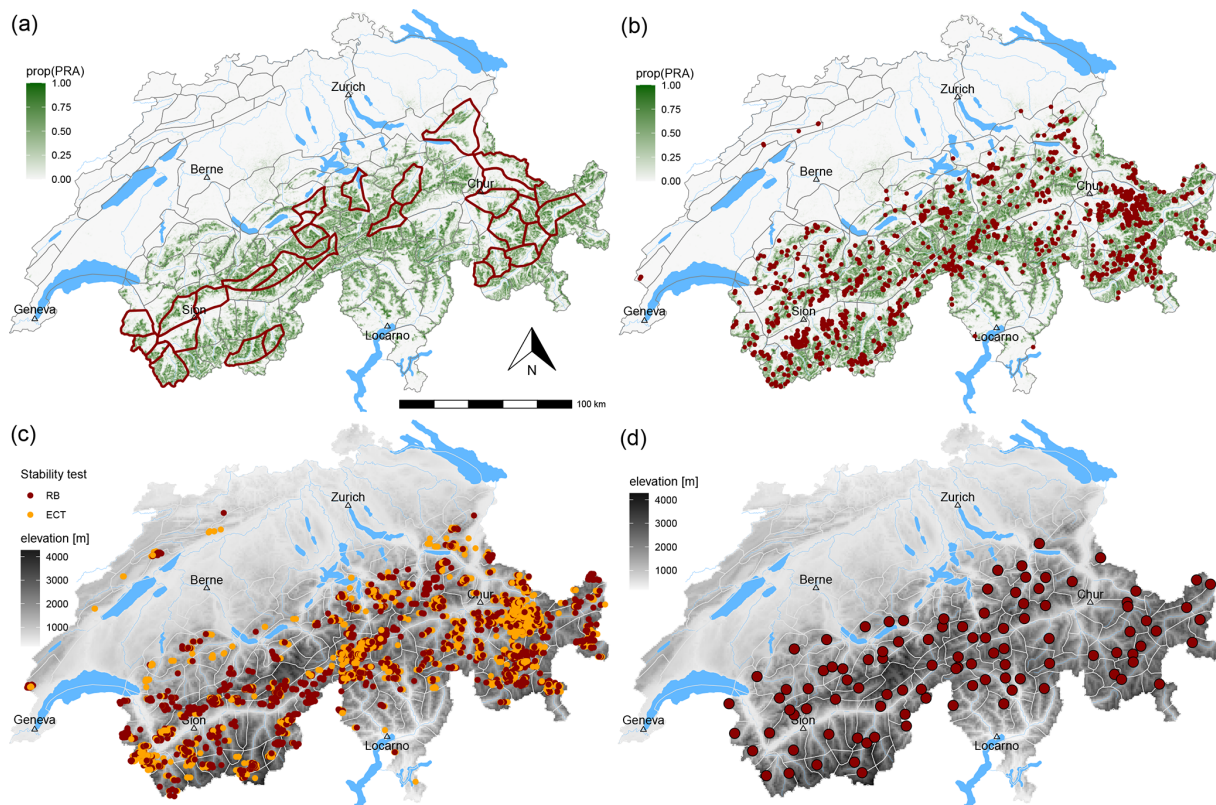 (a)
prop(PRA)
1.00
0.75
0.50
0.25
0.00
Zurich
Berne
Chur
Geneva
Sion
Locarno
N
100 km
(b)
prop(PRA)
1.00
0.75
0.50
0.25
0.00
Zurich
Berne
Chur
Geneva
Sion
Locarno
(c)
Stability test
RB
ECT
elevation [m]
4000
3000
2000
1000
Zurich
Berne
Chur
Geneva
Sion
Locarno
(d)
elevation [m]
4000
3000
2000
1000
Zurich
Berne
Chur
Geneva
Sion
Locarno